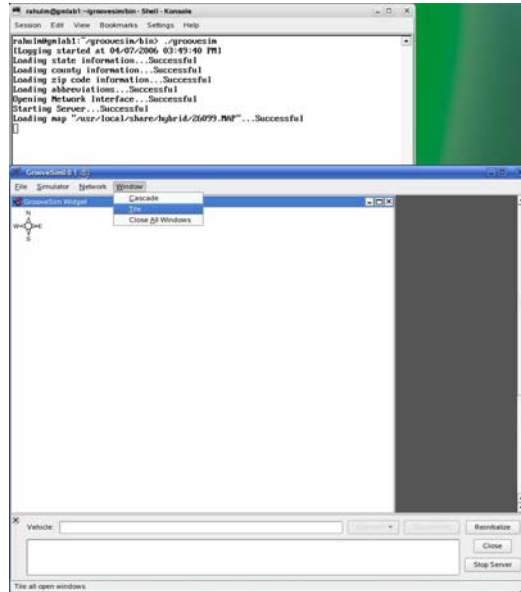 rahulm@gmlab1:~/groovesim/bin - Shell - Konsole
Session Edit View Bookmarks Settings Help
rahulm@gmlab1:~/groovesim/bin> ./groovesim
[Logging started at 04/07/2006 03:49:40 PM]
Loading state information...Successful
Loading county information...Successful
Loading zip code information...Successful
Loading abbreviations...Successful
Opening Network Interface...Successful
Starting Server...Successful
Loading map "/usr/local/share/hybrid/26099.MAP"...Successful
File Simulator Network Window
GrooveSim Widget
Cascade
Tile
Close All Windows
N
W E
S
Vehicle:
Reinitialize
Close
Stop Server
Tile all open windows